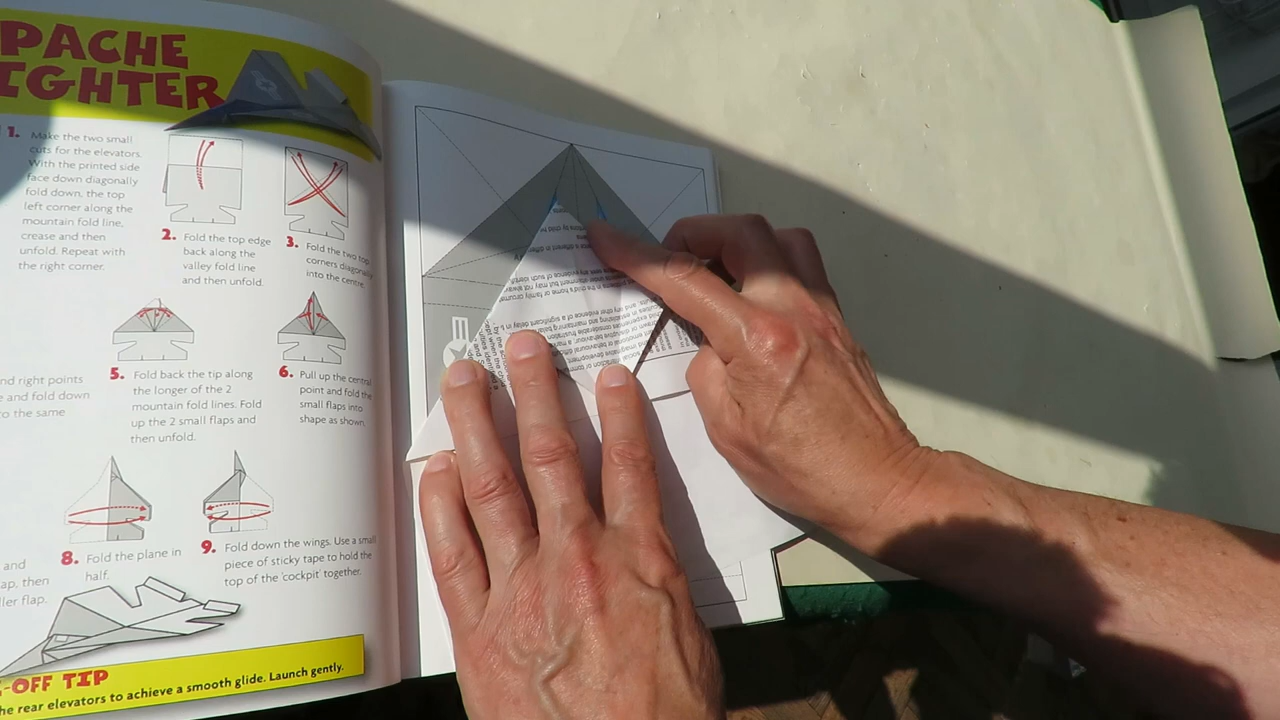 PACHE
IGHTER
1. Make the two small
cuts for the elevators.
With the printed side
face down diagonally
fold down, the top
left corner along the
mountain fold line,
crease and then
unfold. Repeat with
the right corner.
2. Fold the top edge
back along the
valley fold line
and then unfold.
3. Fold the two top
corners diagonally
into the centre.
nd right points
e and fold down
o the same
5. Fold back the tip along
the longer of the 2
mountain fold lines. Fold
up the 2 small flaps and
then unfold.
6. Pull up the central
point and fold the
small flaps into
shape as shown.
and
ap, then
ller flap.
8. Fold the plane in
half.
9. Fold down the wings. Use a small
piece of sticky tape to hold the
top of the 'cockpit' together.
-OFF TIP
he rear elevators to achieve a smooth glide. Launch gently.